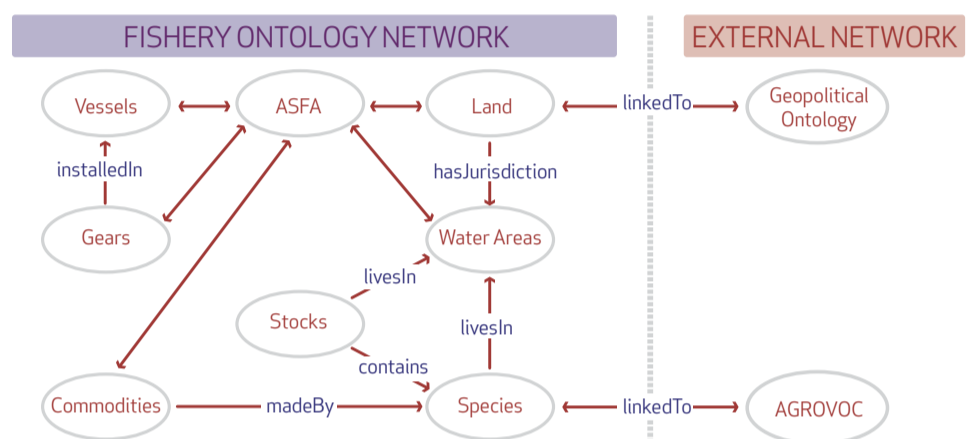 FISHERY ONTOLOGY NETWORK
EXTERNAL NETWORK
Vessels
ASFA
Land
linkedTo
Geopolitical
Ontology
installedIn
hasJurisdiction
Gears
Water Areas
livesIn
Stocks
livesIn
contains
Commodities
madeBy
Species
linkedTo
AGROVOC